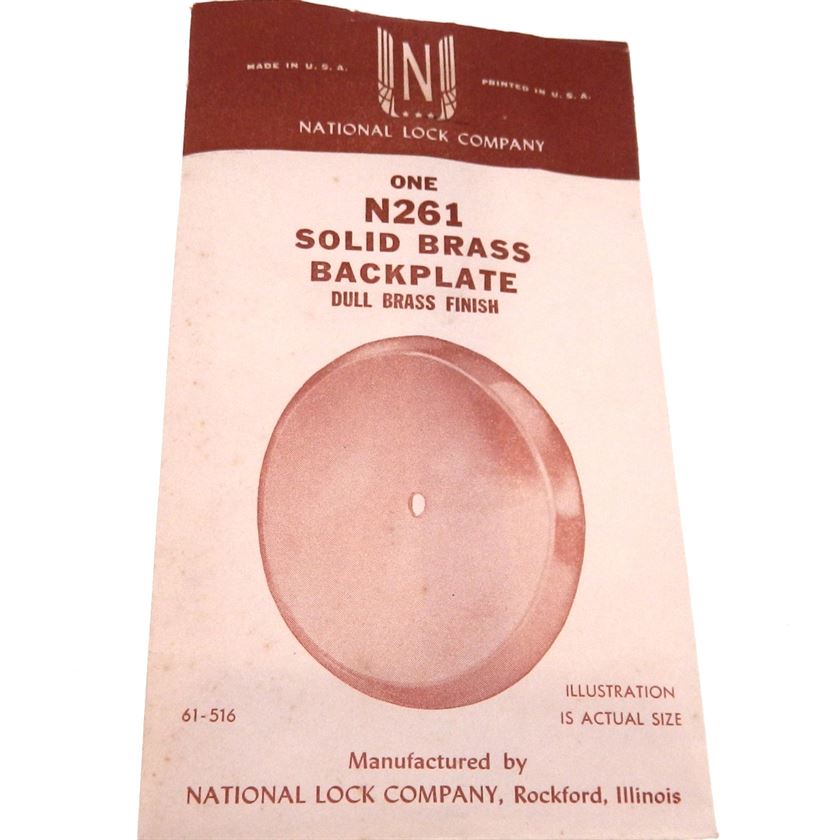 MADE IN U.S.A.
N
PRINTED IN U.S.A.
NATIONAL LOCK COMPANY
ONE
N261
SOLID BRASS
BACKPLATE
DULL BRASS FINISH
61-516
ILLUSTRATION
IS ACTUAL SIZE
Manufactured by
NATIONAL LOCK COMPANY, Rockford, Illinois